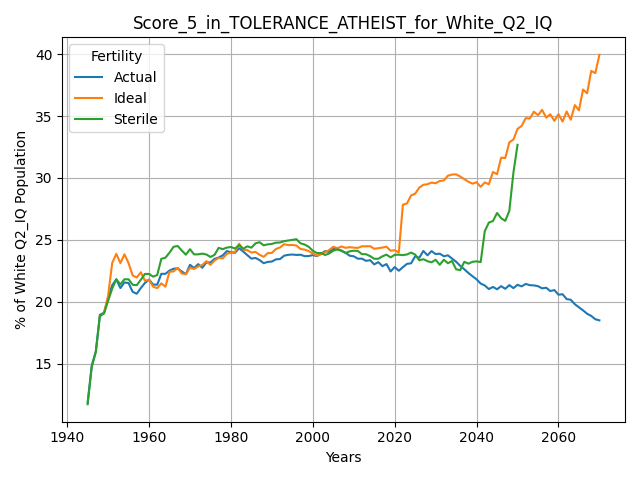 Score_5_in_TOLERANCE_ATHEIST_for_White_Q2_IQ
Fertility
Actual
Ideal
Sterile
% of White Q2_IQ Population
40
35
30
25
20
15
1940 1960 1980 2000 2020 2040 2060
Years